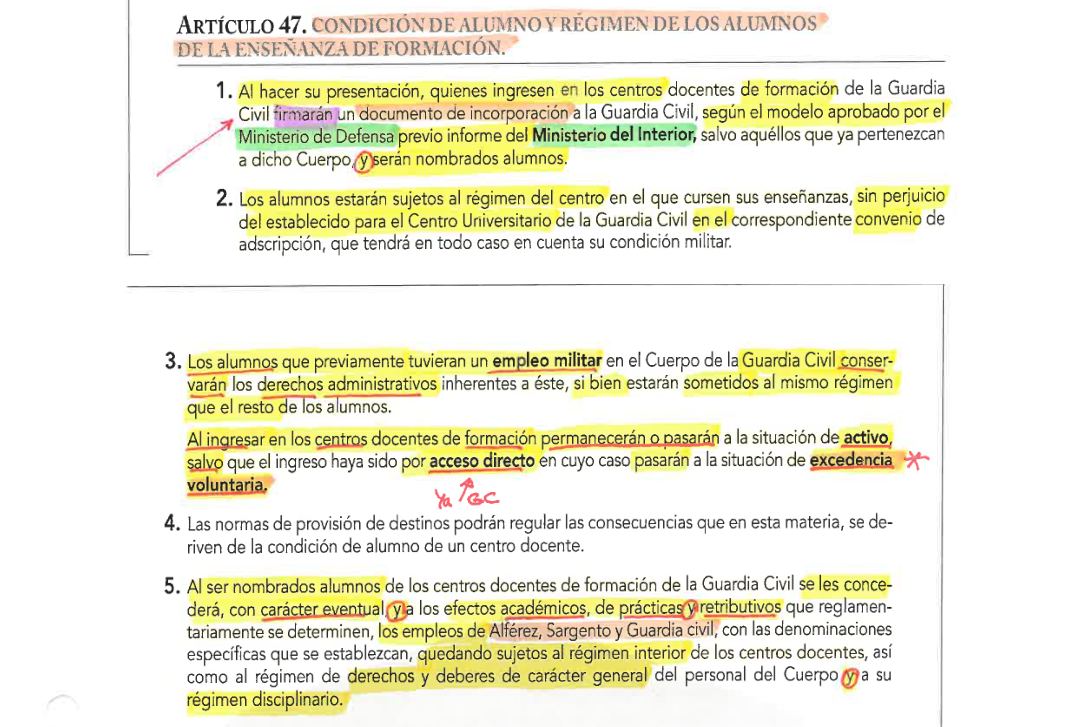 ARTÍCULO 47. CONDICIÓN DE ALUMNO Y RÉGIMEN DE LOS ALUMNOS
DE LA ENSEÑANZA DE FORMACIÓN.
1. Al hacer su presentación, quienes ingresen en los centros docentes de formación de la Guardia
Civil firmarán un documento de incorporación a la Guardia Civil, según el modelo aprobado por el
Ministerio de Defensa previo informe del Ministerio del Interior, salvo aquéllos que ya pertenezcan
a dicho Cuerpo, y serán nombrados alumnos.
2. Los alumnos estarán sujetos al régimen del centro en el que cursen sus enseñanzas, sin perjuicio
del establecido para el Centro Universitario de la Guardia Civil en el correspondiente convenio de
adscripción, que tendrá en todo caso en cuenta su condición militar.
3. Los alumnos que previamente tuvieran un empleo militar en el Cuerpo de la Guardia Civil conser-
varán los derechos administrativos inherentes a éste, si bien estarán sometidos al mismo régimen
que el resto de los alumnos.
Al ingresar en los centros docentes de formación permanecerán o pasarán a la situación de activo,
salvo que el ingreso haya sido por acceso directo en cuyo caso pasarán a la situación de excedencia
voluntaria.
Ya GC
4. Las normas de provisión de destinos podrán regular las consecuencias que en esta materia, se de-
riven de la condición de alumno de un centro docente.
5. Al ser nombrados alumnos de los centros docentes de formación de la Guardia Civil se les conce-
derá, con carácter eventual, y a los efectos académicos, de prácticas y retributivos que reglamen-
tariamente se determinen, los empleos de Alférez, Sargento y Guardia civil, con las denominaciones
específicas que se establezcan, quedando sujetos al régimen interior de los centros docentes, así
como al régimen de derechos y deberes de carácter general del personal del Cuerpo y a su
régimen disciplinario.